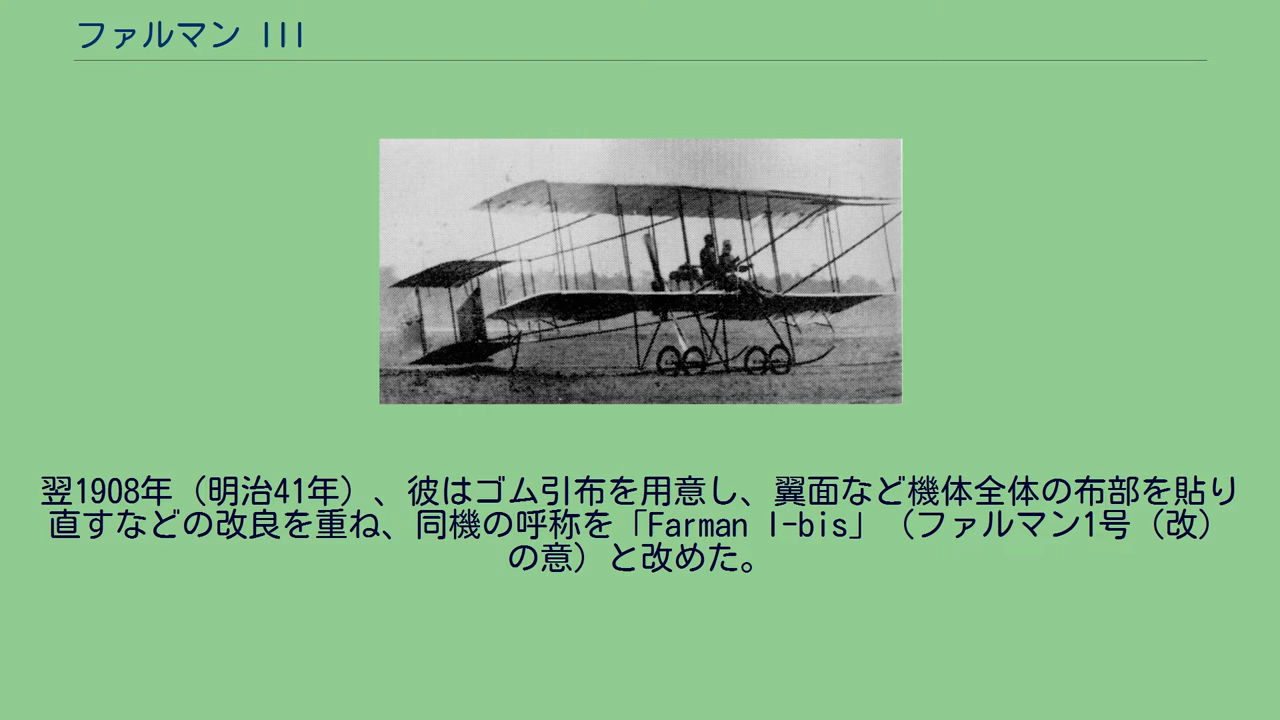 ファルマン III
翌1908年（明治41年）、彼はゴム引布を用意し、翼面など機体全体の布部を貼り
直すなどの改良を重ね、同機の呼称を「Farman I-bis」（ファルマン1号（改）
の意）と改めた。